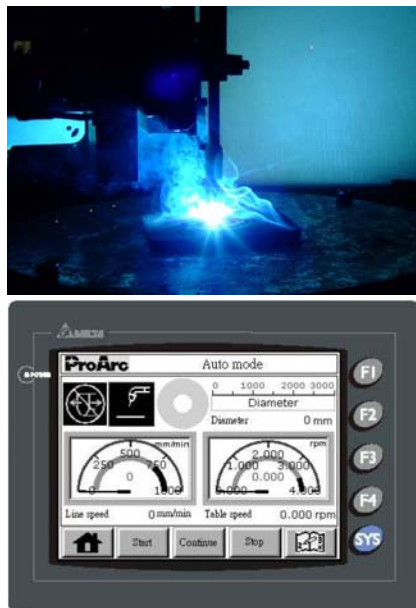 DELTA
POWER
ProArc Auto mode
0 1000 2000 3000
Diameter
Diameter 0 mm
mm/min
500
250 750
0
0 1000
rpm
2.000
1.000 3.000
0.000
0.000 4.000
Line speed 0 mm/min Table speed 0.000 rpm
Start Continue Stop
F1
F2
F3
F4
SYS